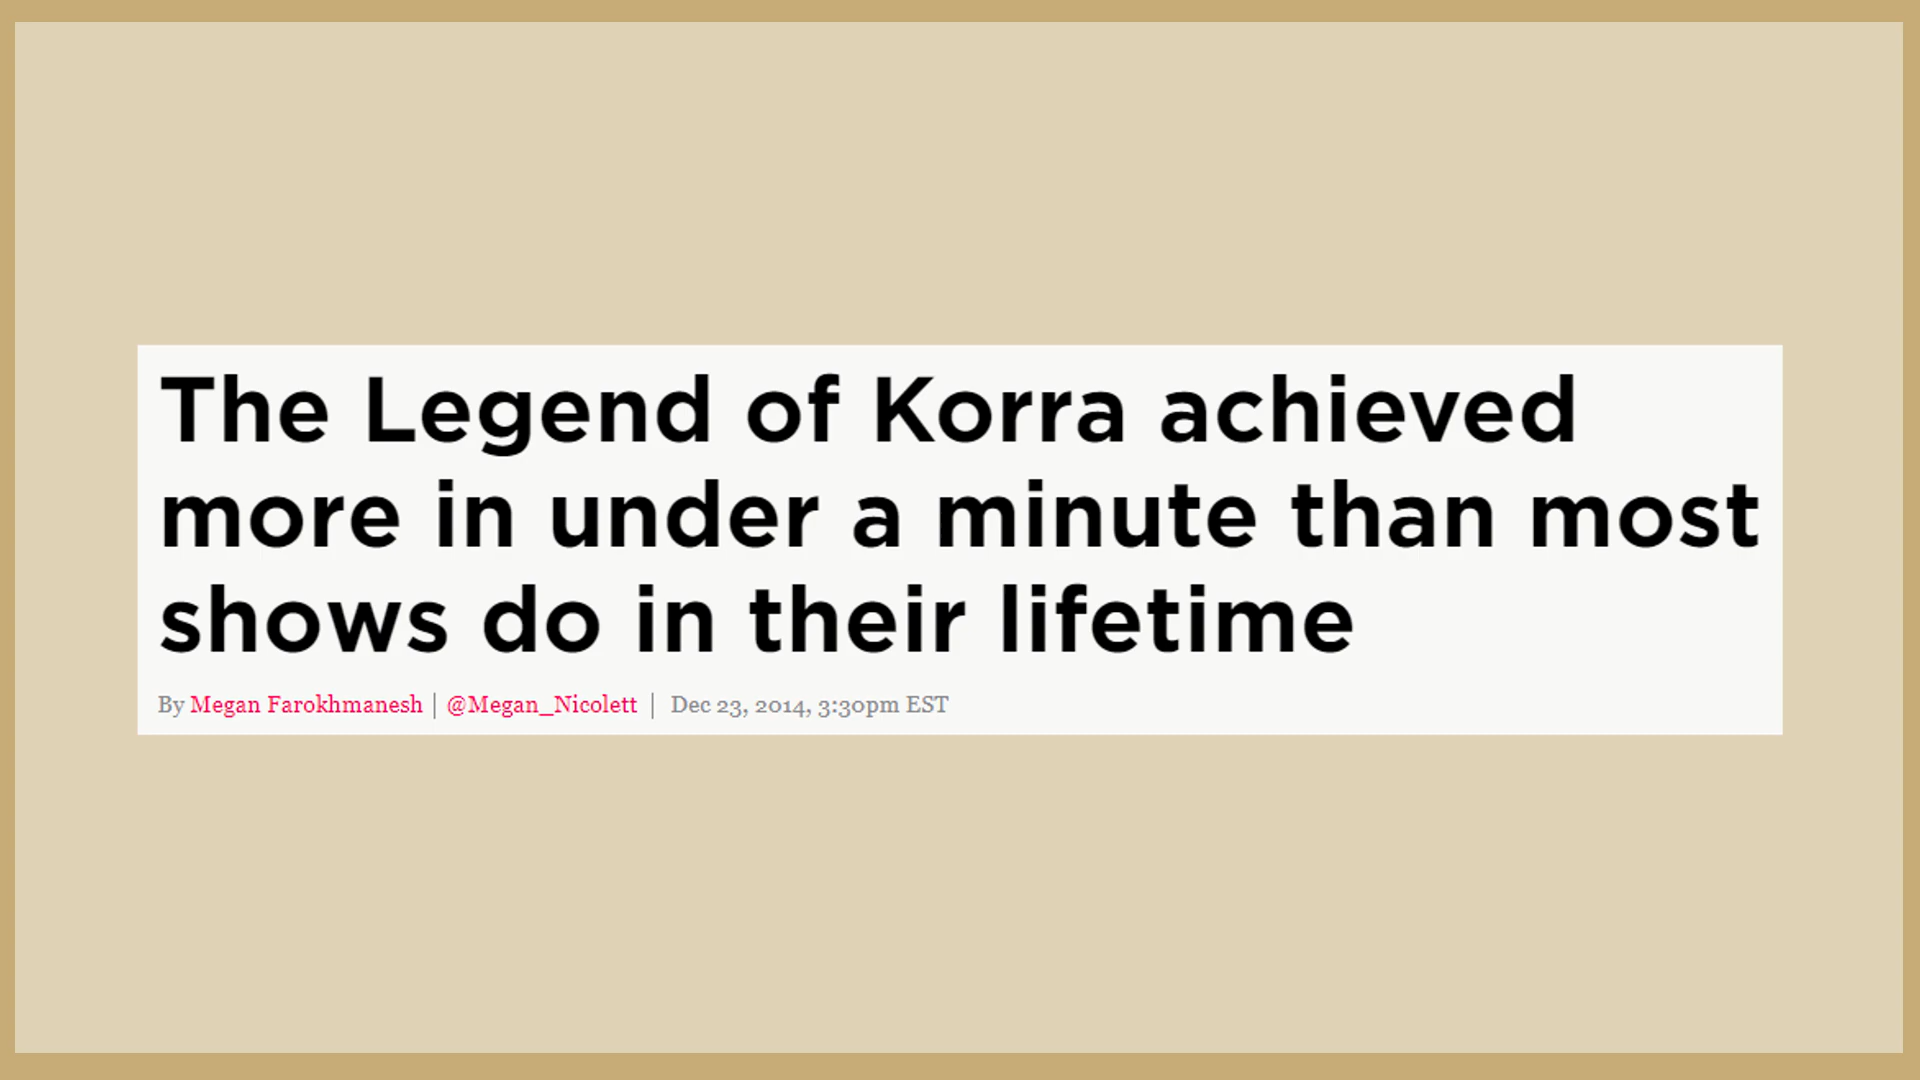 The Legend of Korra achieved
more in under a minute than most
shows do in their lifetime
By Megan Farokhmanesh | @Megan_Nicolett | Dec 23, 2014, 3:30pm EST